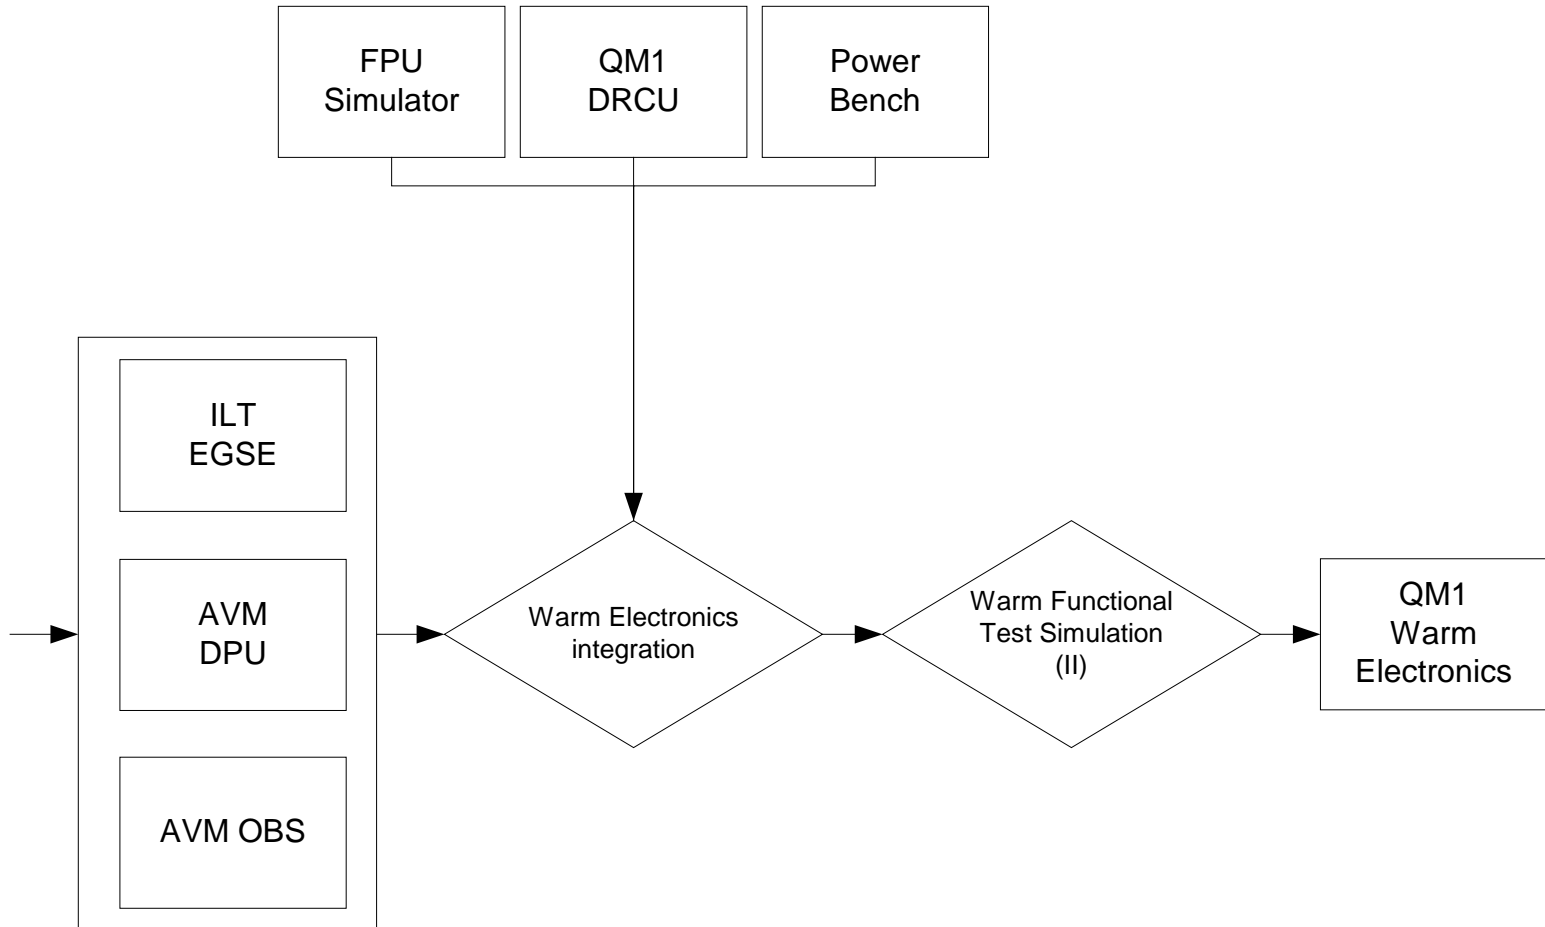 FPU
Simulator
QM1
DRCU
Power
Bench
ILT
EGSE
AVM
DPU
AVM OBS
Warm Electronics
integration
Warm Functional
Test Simulation
(II)
QM1
Warm
Electronics